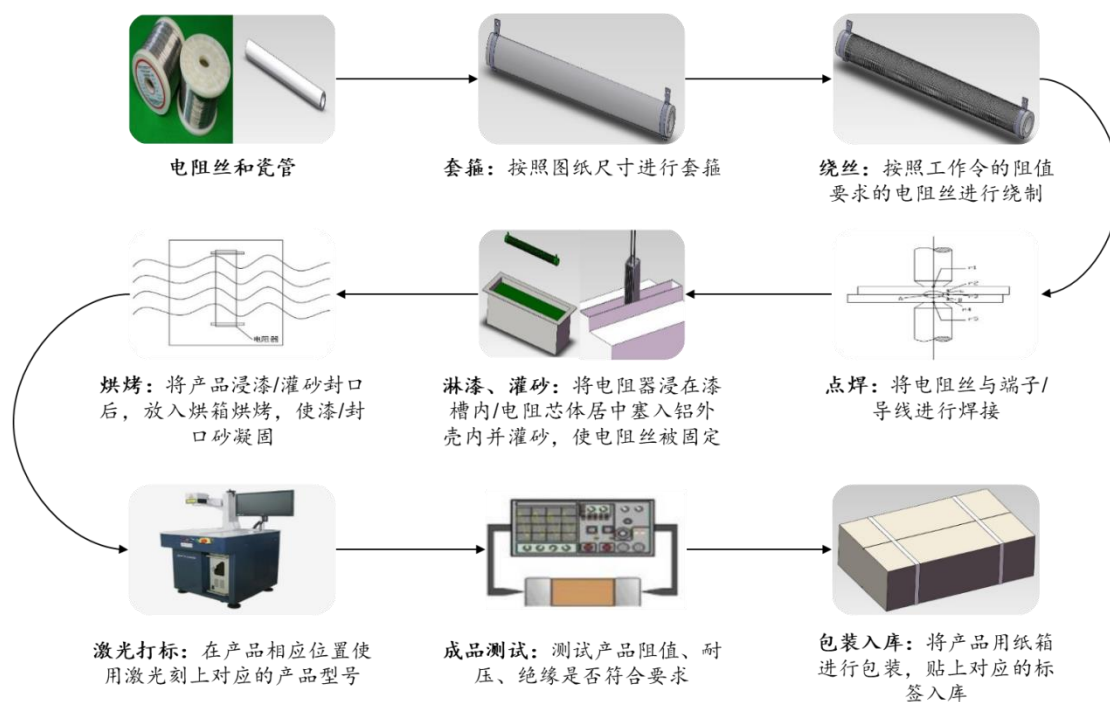 电阻丝和瓷管
套箍：按照图纸尺寸进行套箍
绕丝：按照工作令的阻值
要求的电阻丝进行绕制
电阻器
烘烤：将产品浸漆/灌砂封口
后，放入烘箱烘烤，使漆/封
口砂凝固
淋漆、灌砂：将电阻器浸在漆
槽内/电阻芯体居中塞入铝外
壳内并灌砂，使电阻丝被固定
点焊：将电阻丝与端子/
导线进行焊接
激光打标：在产品相应位置使
用激光刻上对应的产品型号
成品测试：测试产品阻值、耐
压、绝缘是否符合要求
包装入库：将产品用纸箱
进行包装，贴上对应的标
签入库